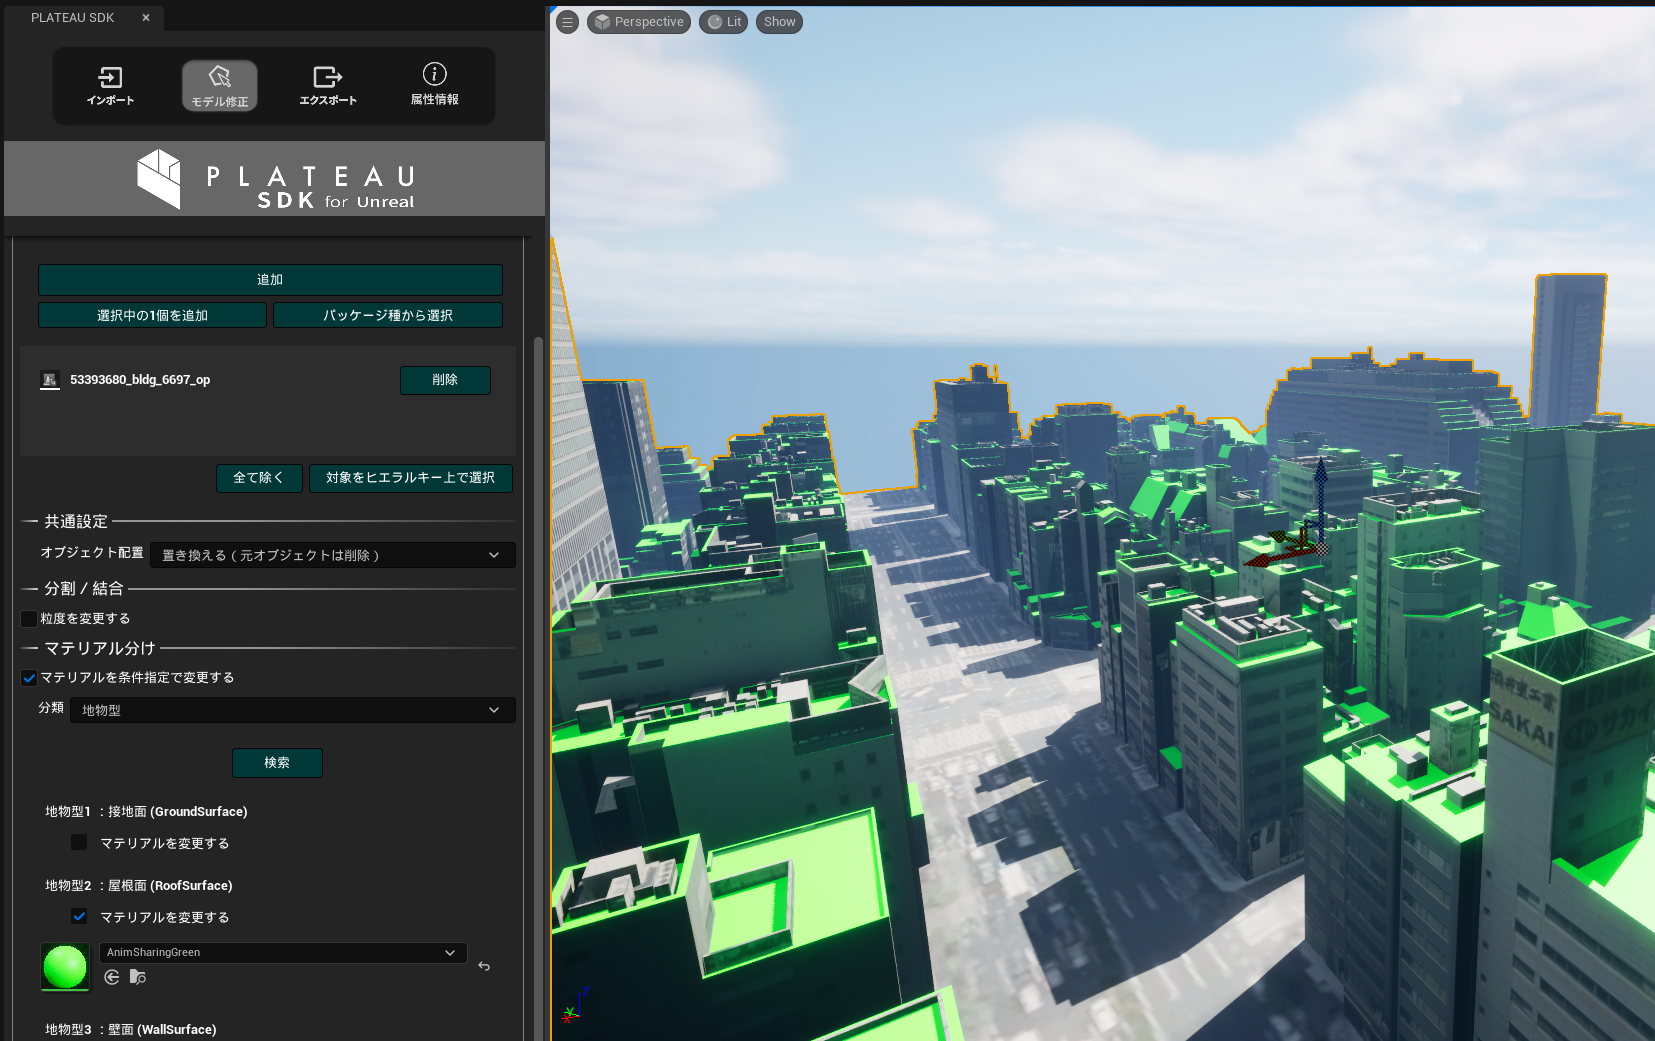 PLATEAU SDK
インポート
モデル修正
エクスポート
属性情報
PLATEAU
SDK for Unreal
追加
選択中の1個を追加
パッケージ種から選択
53393680_bldg_6697_op
削除
全て除く
対象をヒエラルキー上で選択
共通設定
オブジェクト配置
置き換える ( 元オブジェクトは削除 )
分割 / 結合
粒度を変更する
マテリアル分け
マテリアルを条件指定で変更する
分類
地物型
検索
地物型1 ：接地面 (GroundSurface)
マテリアルを変更する
地物型2 ：屋根面 (RoofSurface)
マテリアルを変更する
AnimSharingGreen
地物型3 ：壁面 (WallSurface)
Perspective
Lit
Show
SAKAI
サカイ
Z